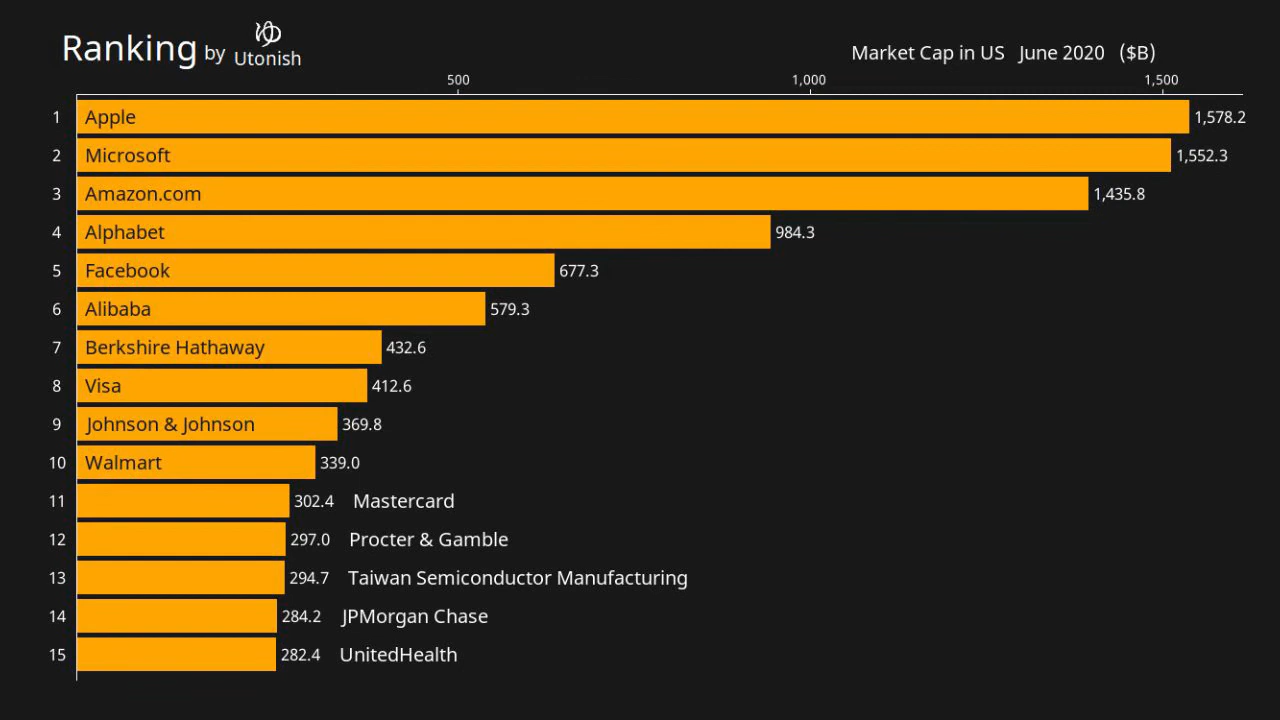 Ranking by Utonish
Market Cap in US June 2020 ($B)
500 1,000 1,500
1 Apple 1,578.2
2 Microsoft 1,552.3
3 Amazon.com 1,435.8
4 Alphabet 984.3
5 Facebook 677.3
6 Alibaba 579.3
7 Berkshire Hathaway 432.6
8 Visa 412.6
9 Johnson & Johnson 369.8
10 Walmart 339.0
11 302.4 Mastercard
12 297.0 Procter & Gamble
13 294.7 Taiwan Semiconductor Manufacturing
14 284.2 JPMorgan Chase
15 282.4 UnitedHealth